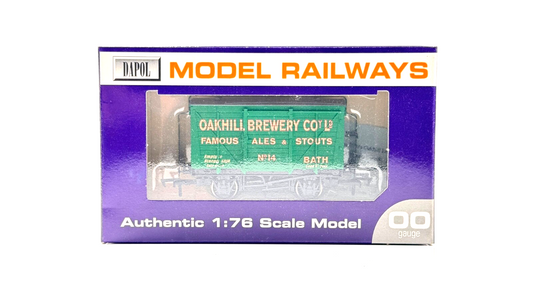 DAPOL
MODEL RAILWAYS
OAKHILL BREWERY COY LD
FAMOUS ALES & STOUTS
No 14 BATH
Authentic 1:76 Scale Model
OO
gauge